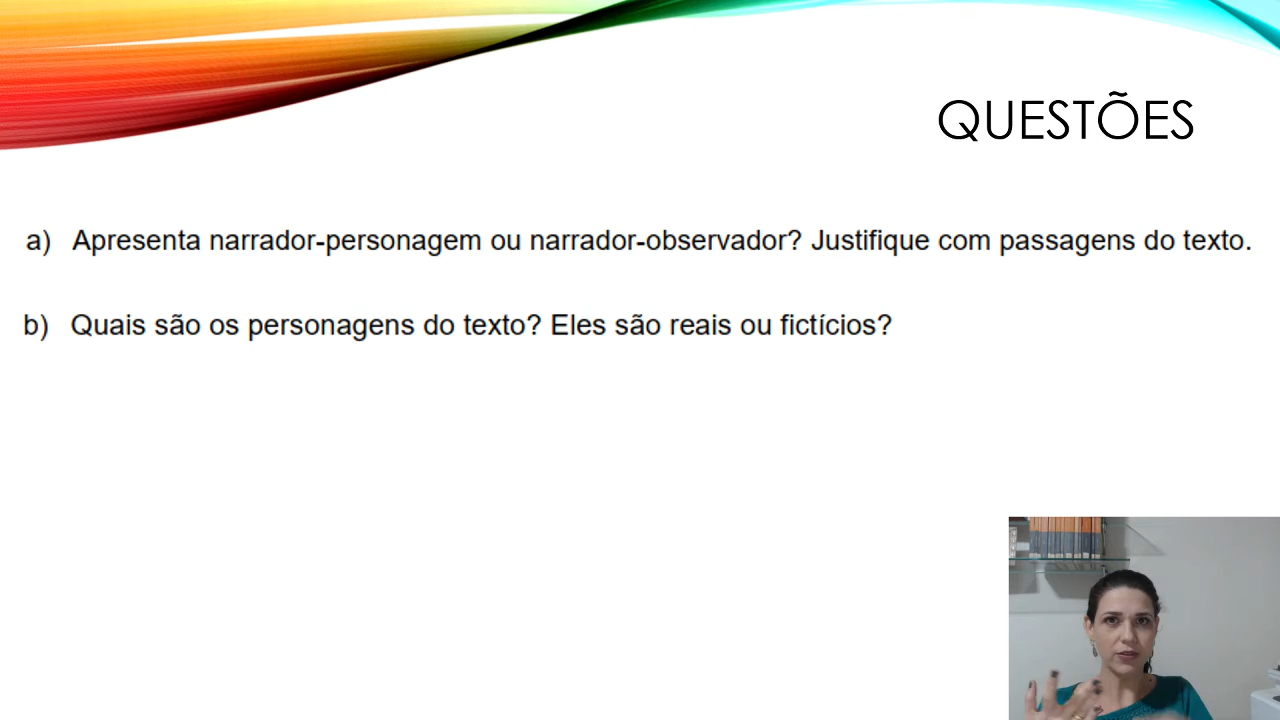 QUESTÕES
a) Apresenta narrador-personagem ou narrador-observador? Justifique com passagens do texto.
b) Quais são os personagens do texto? Eles são reais ou fictícios?